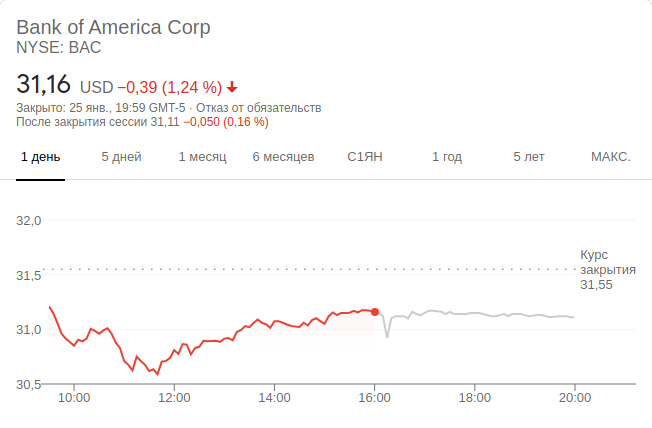 Bank of America Corp
NYSE: BAC
31,16 USD −0,39 (1,24 %)
Закрыто: 25 янв., 19:59 GMT-5 · Отказ от обязательств
После закрытия сессии 31,11 −0,050 (0,16 %)
1 день 5 дней 1 месяц 6 месяцев С1ЯН 1 год 5 лет МАКС.
32,0
Курс
закрытия
31,55
31,5
31,0
30,5
10:00 12:00 14:00 16:00 18:00 20:00